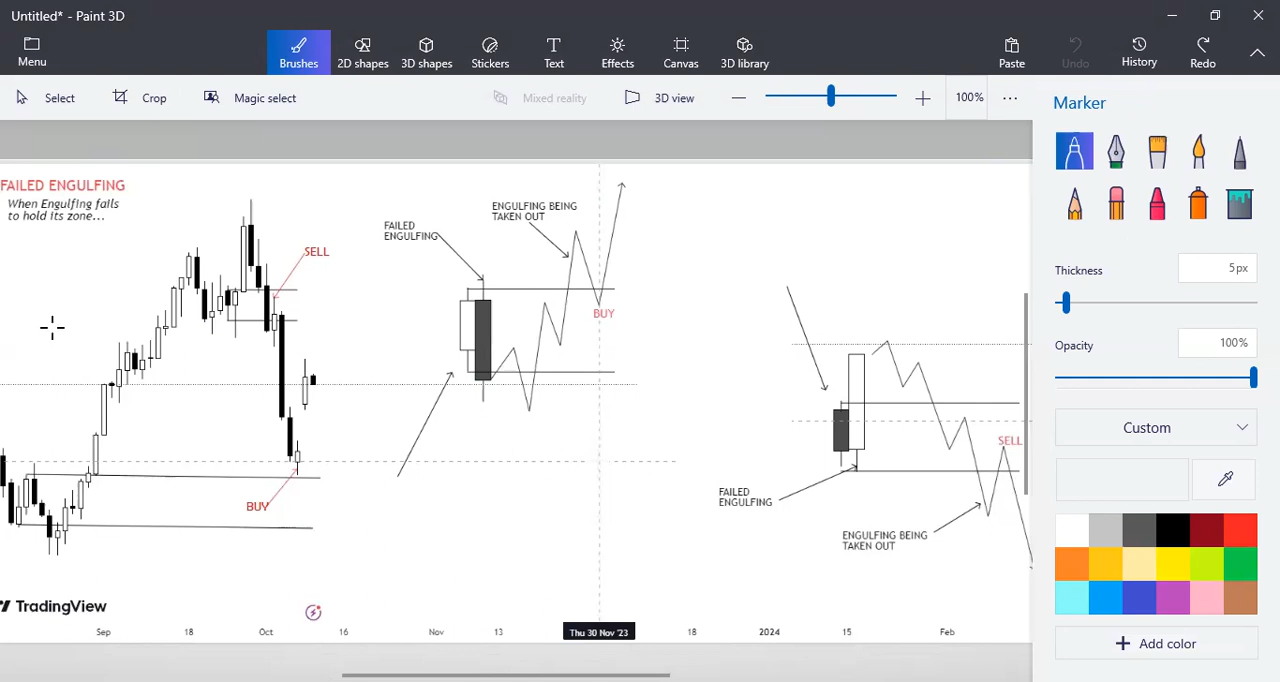 Untitled* - Paint 3D
Menu
Brushes
2D shapes
3D shapes
Stickers
Text
Effects
Canvas
3D library
Paste
Undo
History
Redo
Select
Crop
Magic select
Mixed reality
3D view
100%
Marker
Thickness
5px
Opacity
100%
Custom
Add color
FAILED ENGULFING
When Engulfing fails
to hold its zone...
SELL
BUY
FAILED
ENGULFING
ENGULFING BEING
TAKEN OUT
BUY
FAILED
ENGULFING
SELL
ENGULFING BEING
TAKEN OUT
TradingView
Sep
18
Oct
16
Nov
13
Thu 30 Nov '23
18
2024
15
Feb